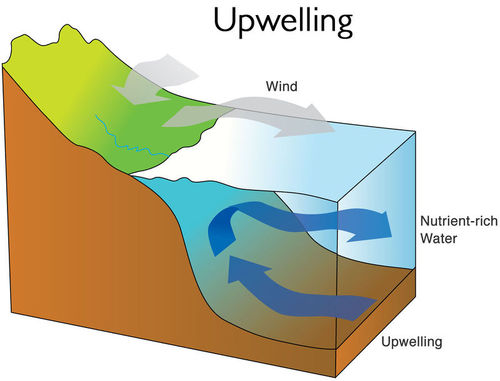 Upwelling
Wind
Nutrient-rich
Water
Upwelling